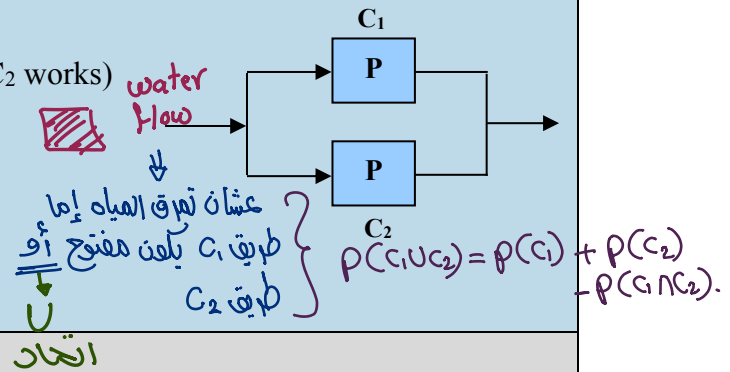 C₁
C₂ works)
water
flow
P
P
C₂
عشان تمرق المياه إما
طريق C₁ يكون مفتوح أو
طريق C₂
U
اتحاد
P(C₁∪C₂) = P(C₁) + P(C₂)
- P(C₁∩C₂).